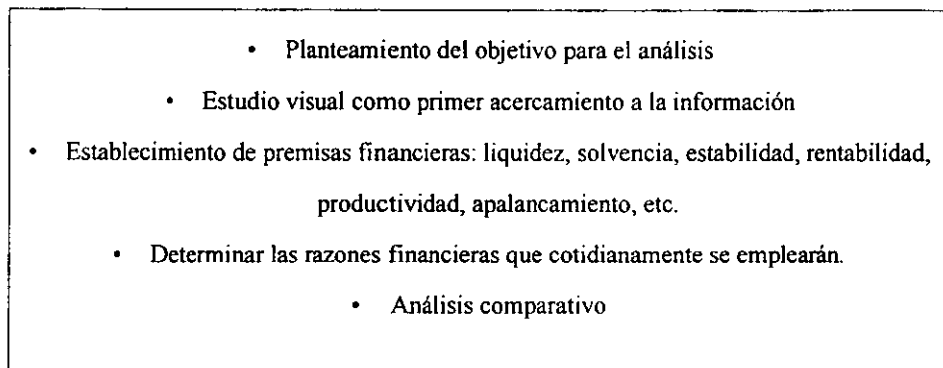 • Planteamiento del objetivo para el análisis
• Estudio visual como primer acercamiento a la información
• Establecimiento de premisas financieras: liquidez, solvencia, estabilidad, rentabilidad,
productividad, apalancamiento, etc.
• Determinar las razones financieras que cotidianamente se emplearán.
• Análisis comparativo